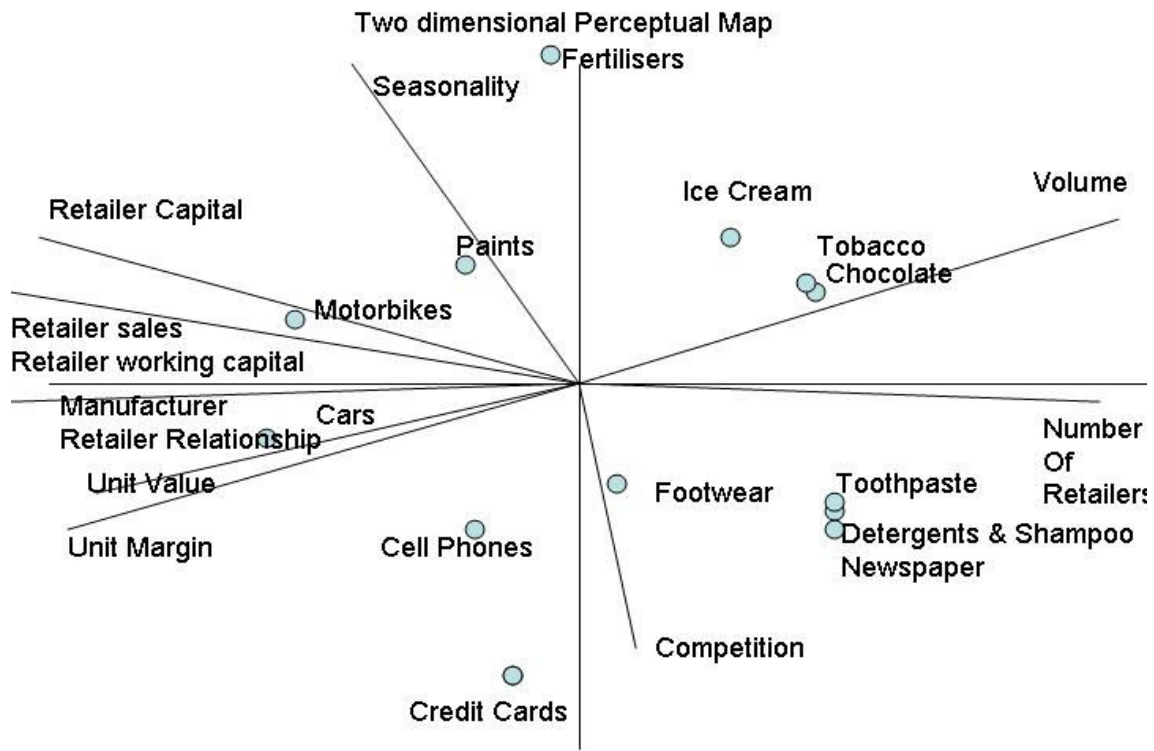 Two dimensional Perceptual Map
Fertilisers
Seasonality
Ice Cream
Volume
Retailer Capital
Paints
Tobacco
Chocolate
Motorbikes
Retailer sales
Retailer working capital
Manufacturer
Retailer Relationship
Cars
Number
Of
Retailers
Unit Value
Footwear
Toothpaste
Unit Margin
Cell Phones
Detergents & Shampoo
Newspaper
Competition
Credit Cards